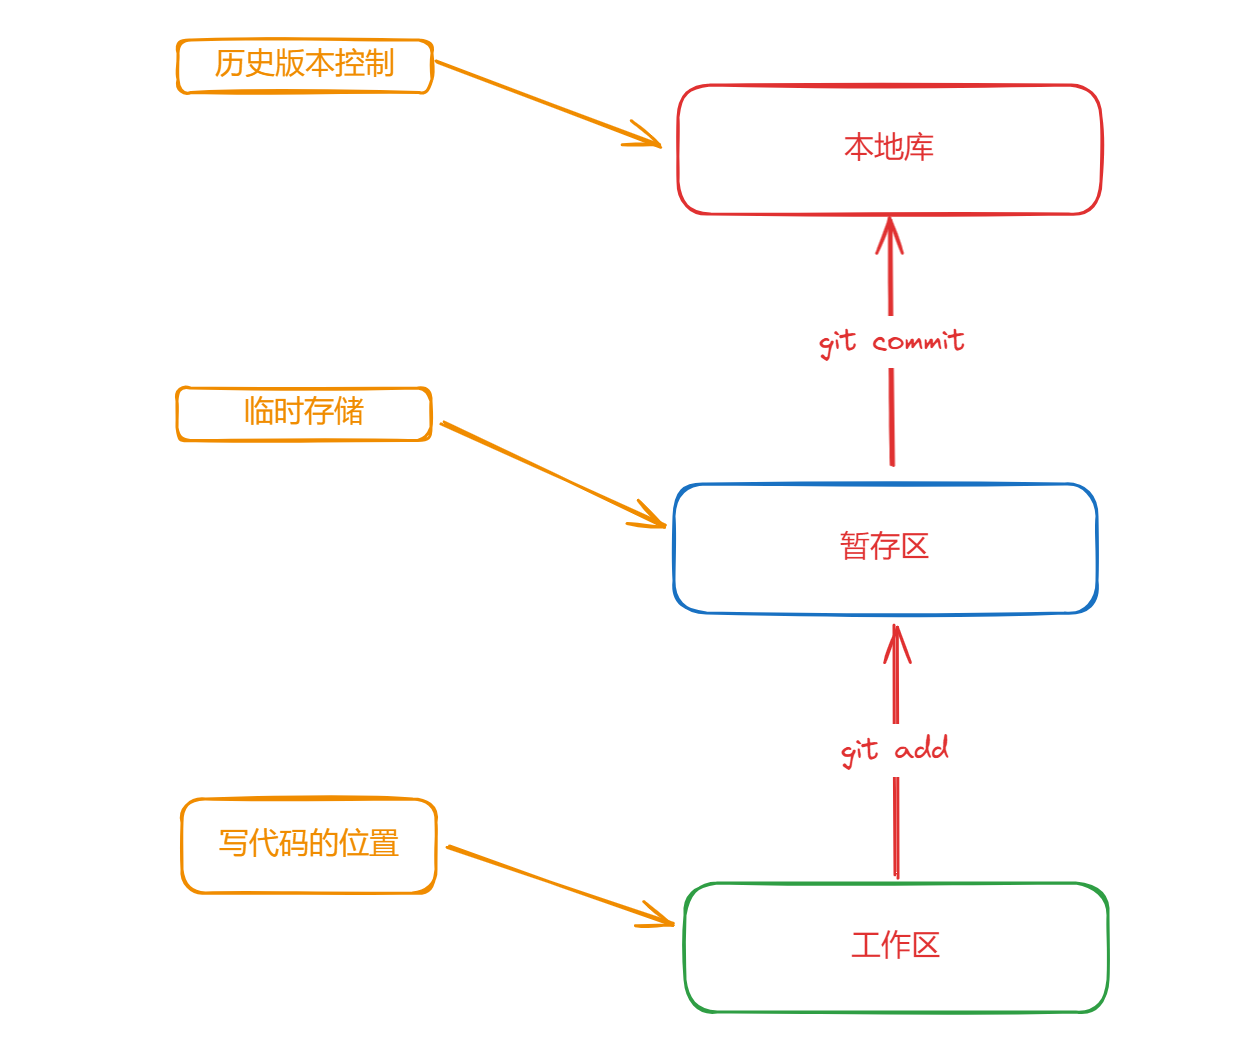 历史版本控制
本地库
git commit
临时存储
暂存区
git add
写代码的位置
工作区